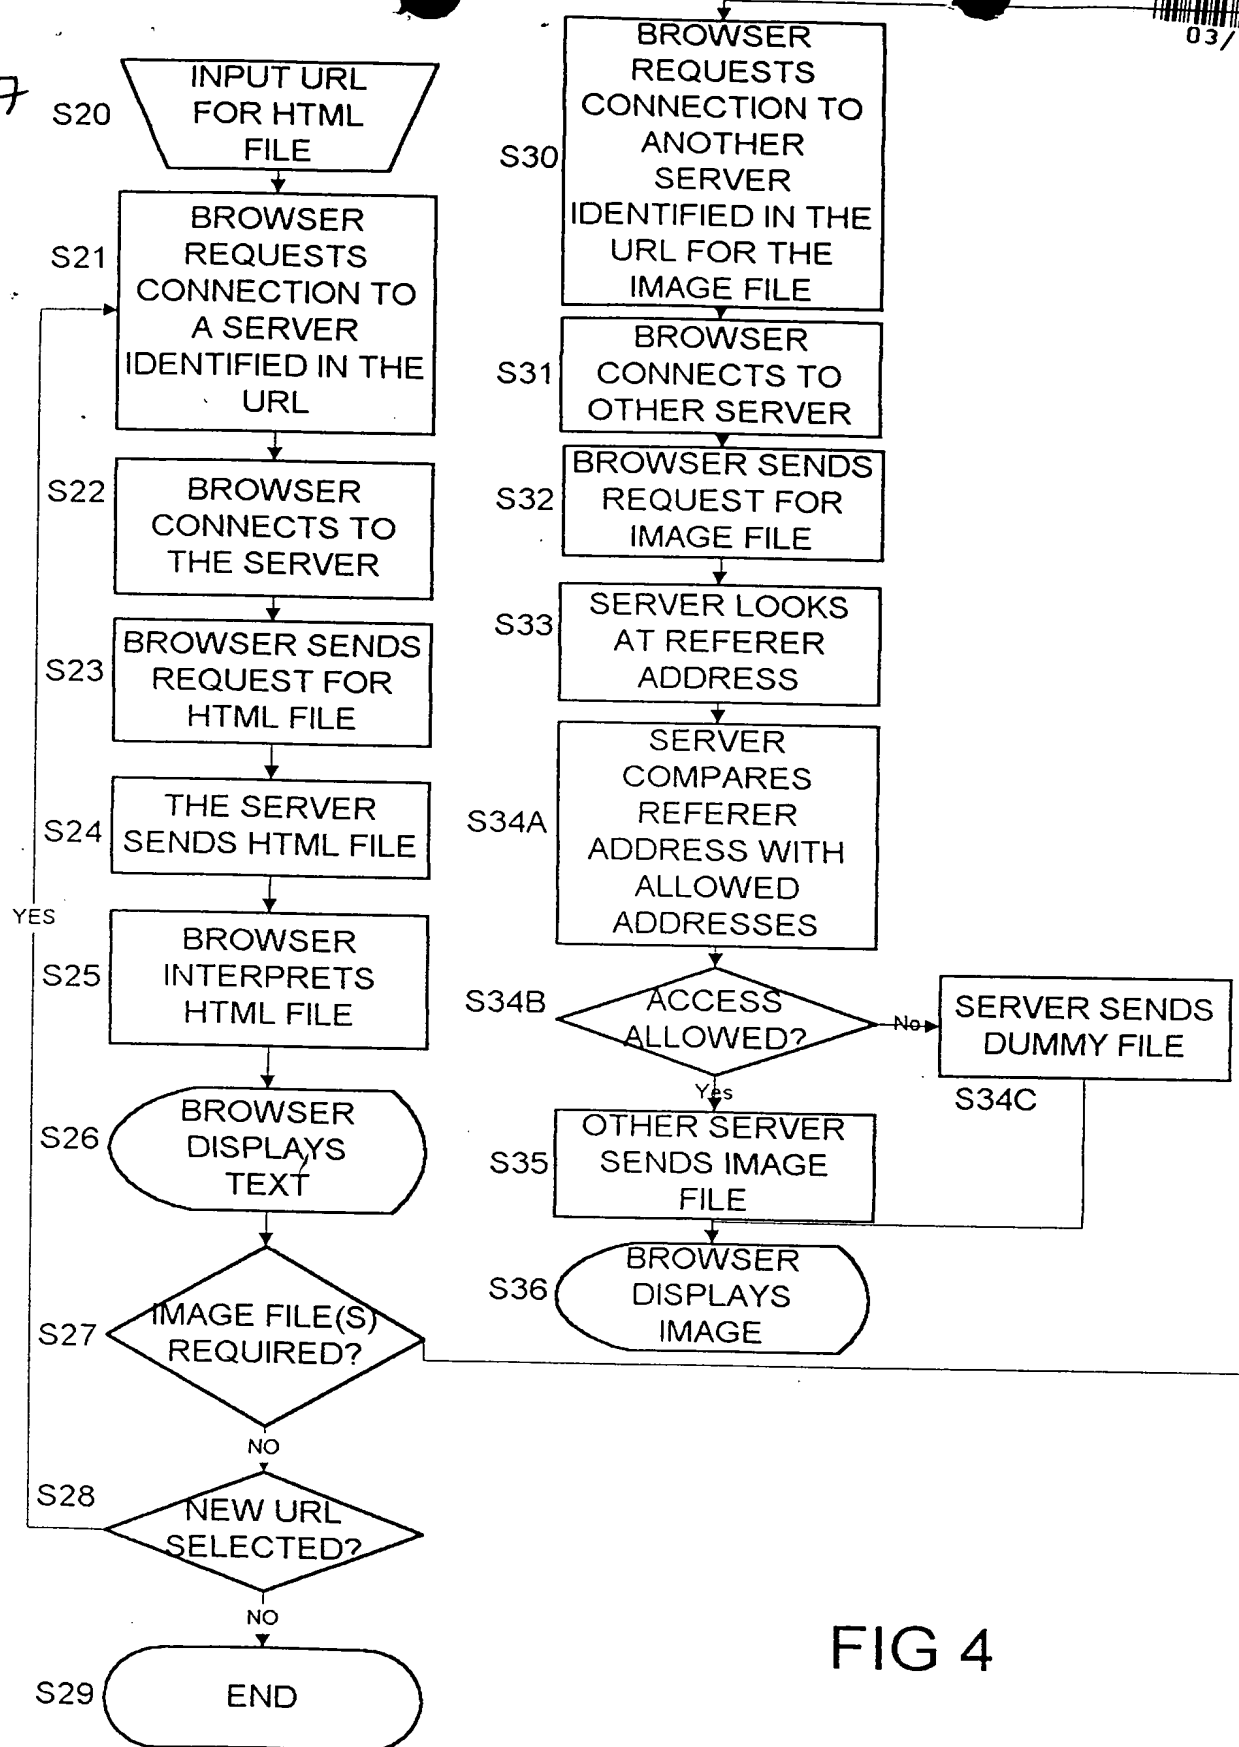 7
S20
INPUT URL
FOR HTML
FILE
S21
BROWSER
REQUESTS
CONNECTION TO
A SERVER
IDENTIFIED IN THE
URL
S22
BROWSER
CONNECTS TO
THE SERVER
S23
BROWSER SENDS
REQUEST FOR
HTML FILE
S24
THE SERVER
SENDS HTML FILE
YES
S25
BROWSER
INTERPRETS
HTML FILE
S26
BROWSER
DISPLAYS
TEXT
S27
IMAGE FILE(S)
REQUIRED?
NO
S28
NEW URL
SELECTED?
NO
S29
END
03/
S30
BROWSER
REQUESTS
CONNECTION TO
ANOTHER
SERVER
IDENTIFIED IN THE
URL FOR THE
IMAGE FILE
S31
BROWSER
CONNECTS TO
OTHER SERVER
S32
BROWSER SENDS
REQUEST FOR
IMAGE FILE
S33
SERVER LOOKS
AT REFERER
ADDRESS
S34A
SERVER
COMPARES
REFERER
ADDRESS WITH
ALLOWED
ADDRESSES
S34B
ACCESS
ALLOWED?
No
SERVER SENDS
DUMMY FILE
S34C
Yes
S35
OTHER SERVER
SENDS IMAGE
FILE
S36
BROWSER
DISPLAYS
IMAGE
FIG 4